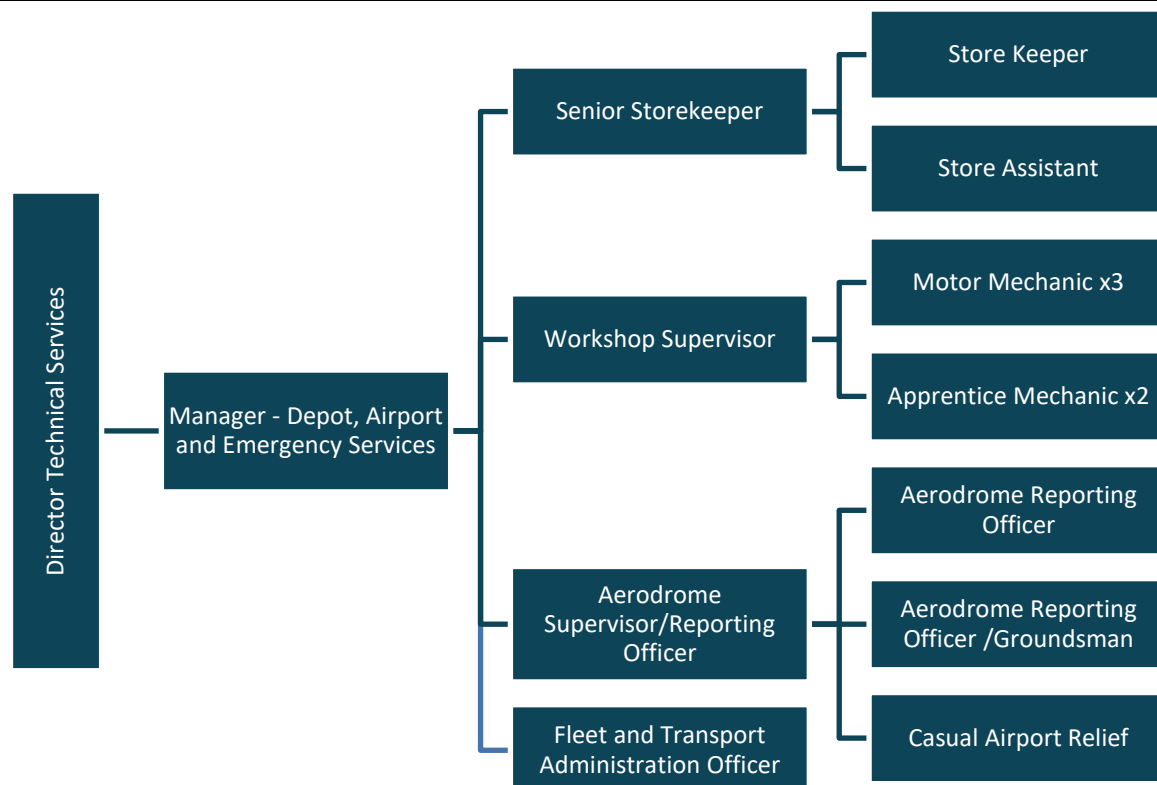 Director Technical Services
Manager - Depot, Airport
and Emergency Services
Senior Storekeeper
Store Keeper
Store Assistant
Workshop Supervisor
Motor Mechanic x3
Apprentice Mechanic x2
Aerodrome
Supervisor/Reporting
Officer
Aerodrome Reporting
Officer
Aerodrome Reporting
Officer /Groundsman
Casual Airport Relief
Fleet and Transport
Administration Officer